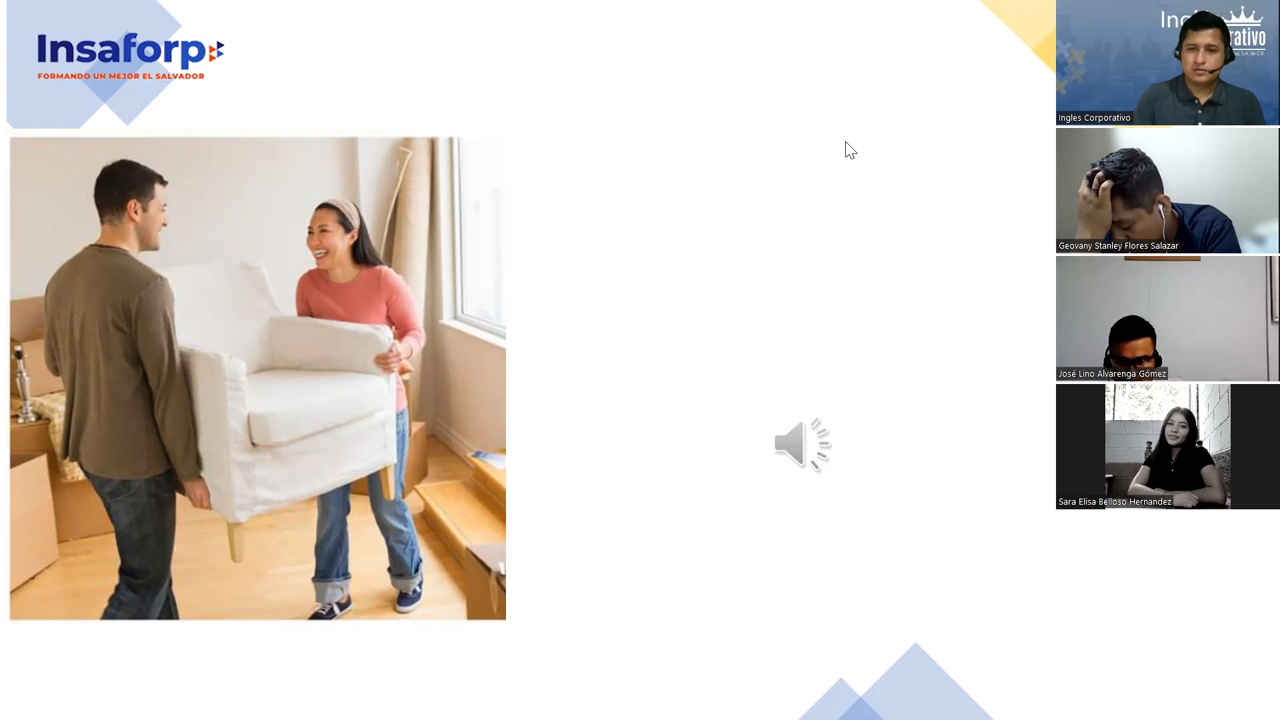 Insaforp
FORMANDO UN MEJOR EL SALVADOR
Ingles Corporativo
Geovany Stanley Flores Salazar
José Lino Alvarenga Gómez
Sara Elisa Belloso Hernandez